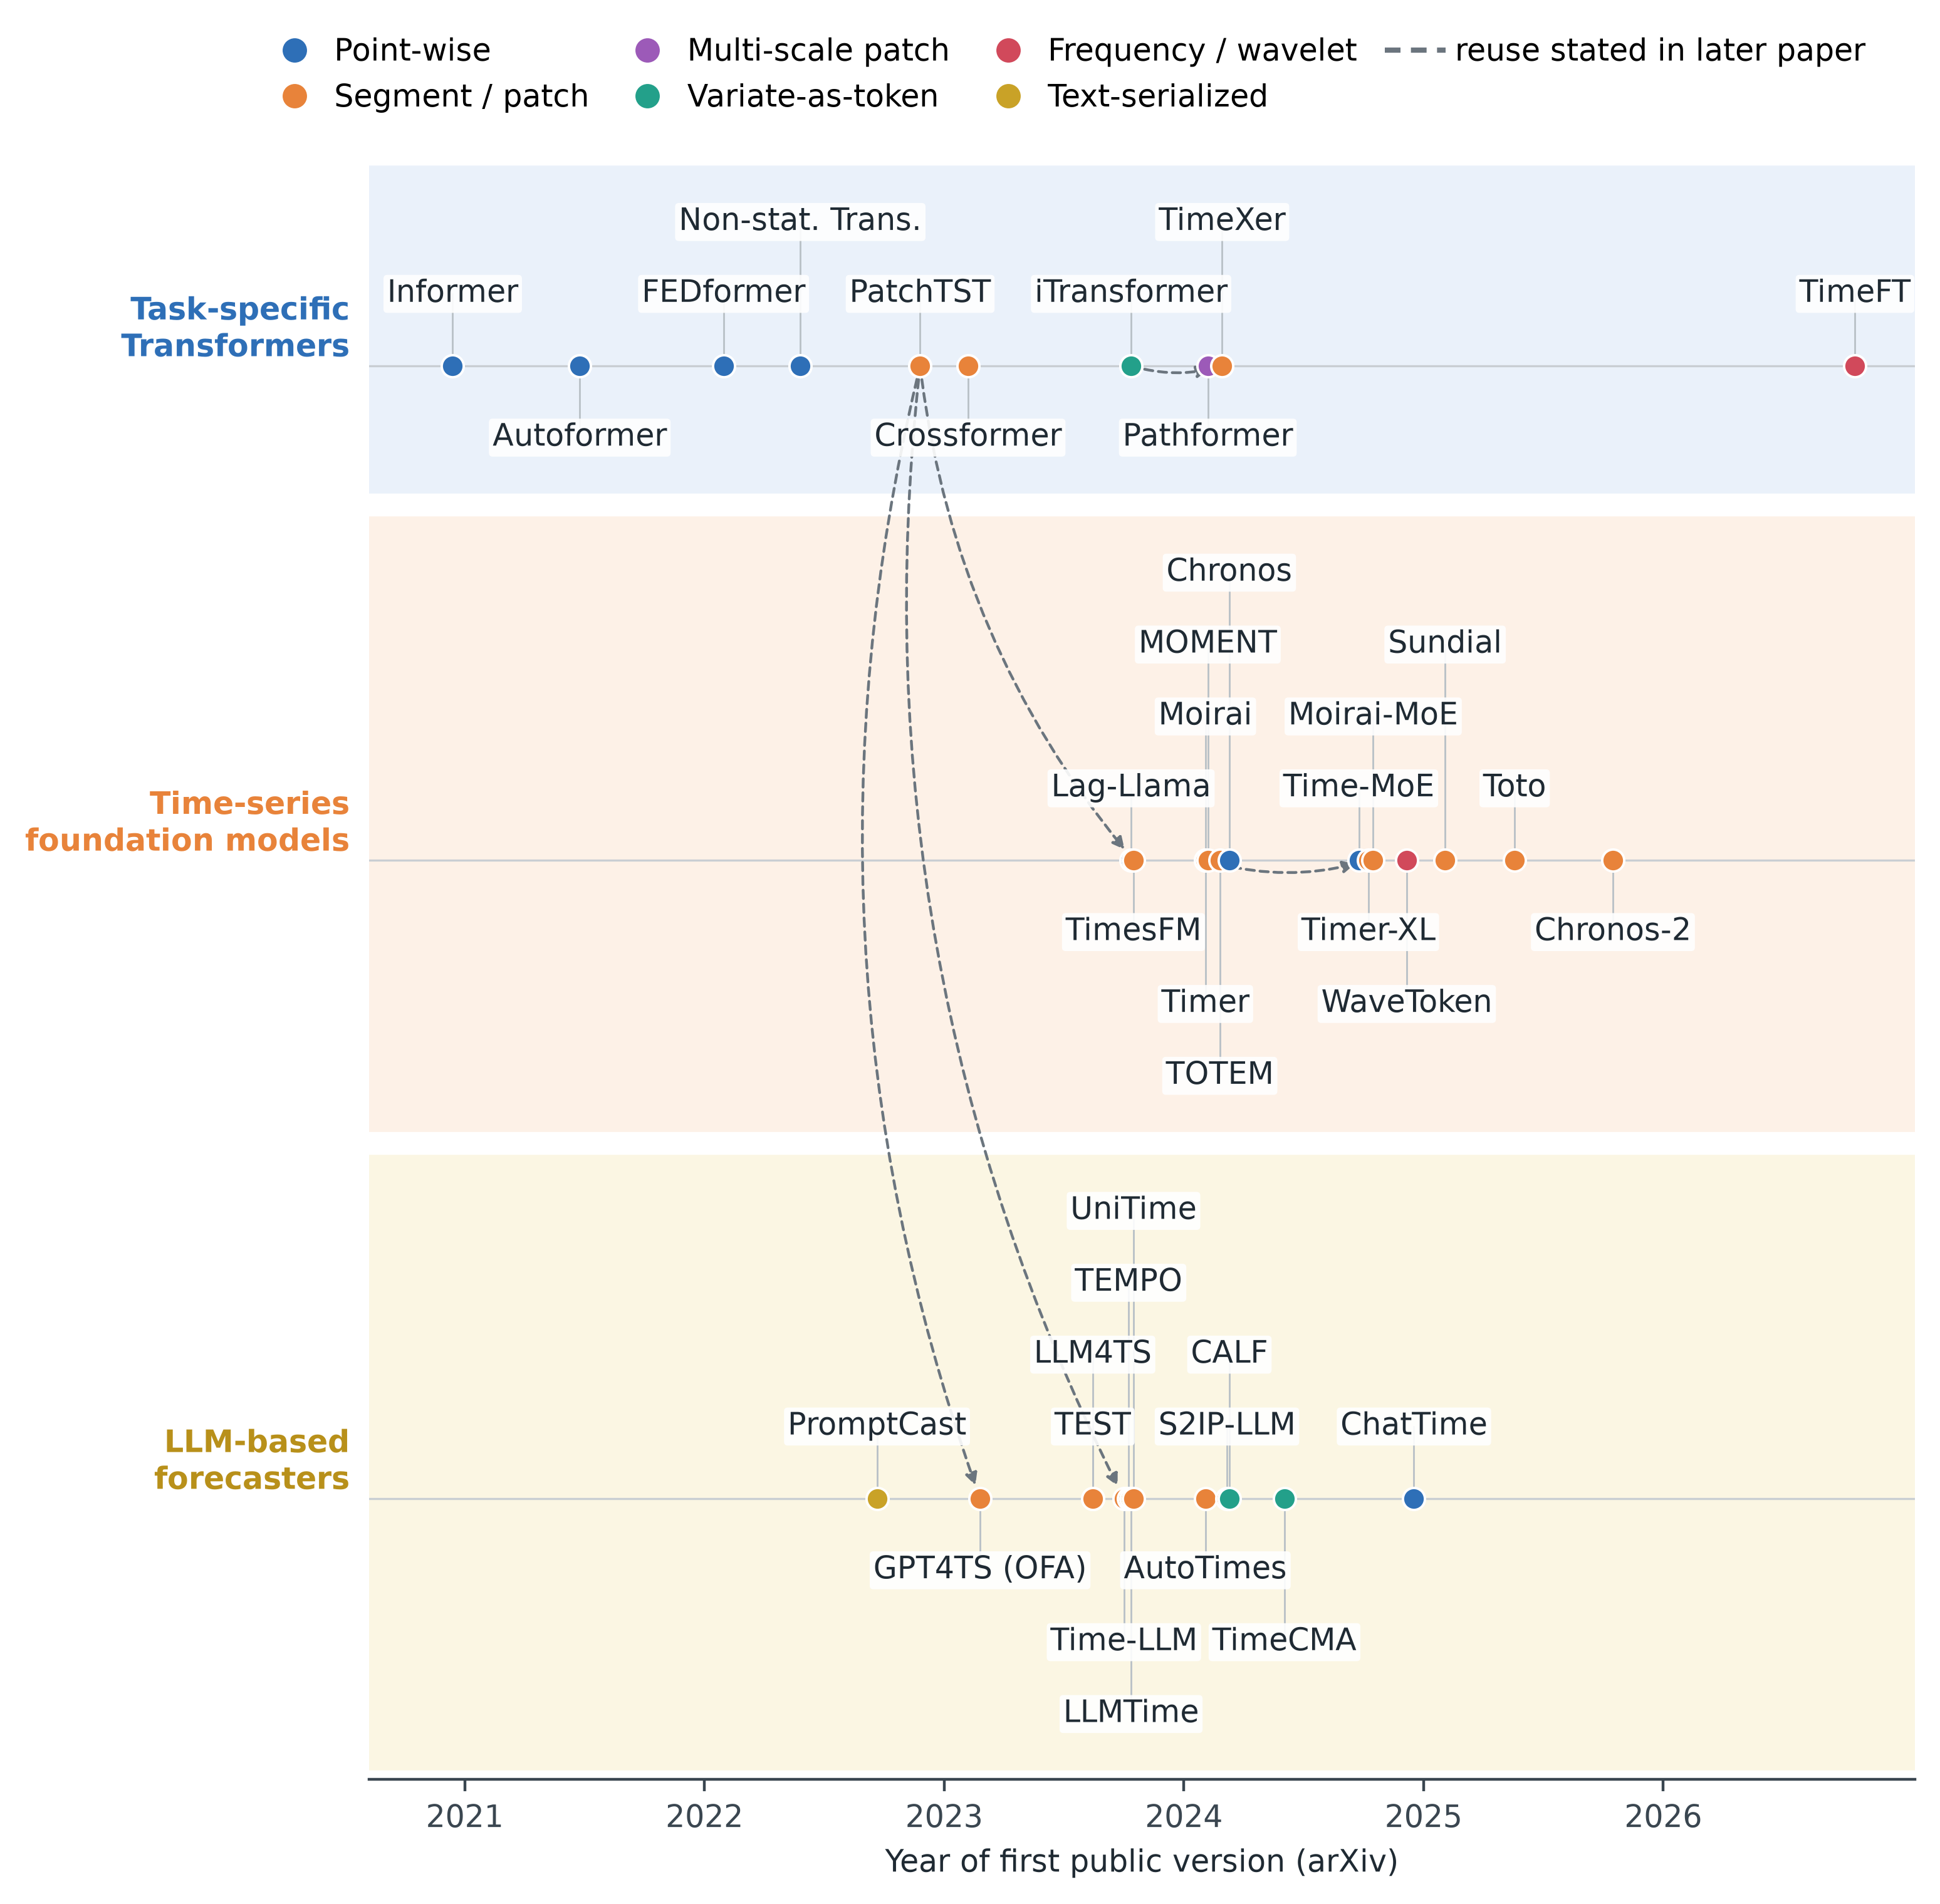 Point-wise
Segment / patch
Multi-scale patch
Variate-as-token
Frequency / wavelet
Text-serialized
reuse stated in later paper
Task-specific
Transformers
Non-stat. Trans.
TimeXer
Informer
FEDformer
PatchTST
iTransformer
TimeFT
Autoformer
Crossformer
Pathformer
Time-series
foundation models
Chronos
MOMENT
Sundial
Moirai
Moirai-MoE
Lag-Llama
Time-MoE
Toto
TimesFM
Timer-XL
Chronos-2
Timer
WaveToken
TOTEM
LLM-based
forecasters
UniTime
TEMPO
LLM4TS
CALF
PromptCast
TEST
S2IP-LLM
ChatTime
GPT4TS (OFA)
AutoTimes
Time-LLM
TimeCMA
LLMTime
2021
2022
2023
2024
2025
2026
Year of first public version (arXiv)